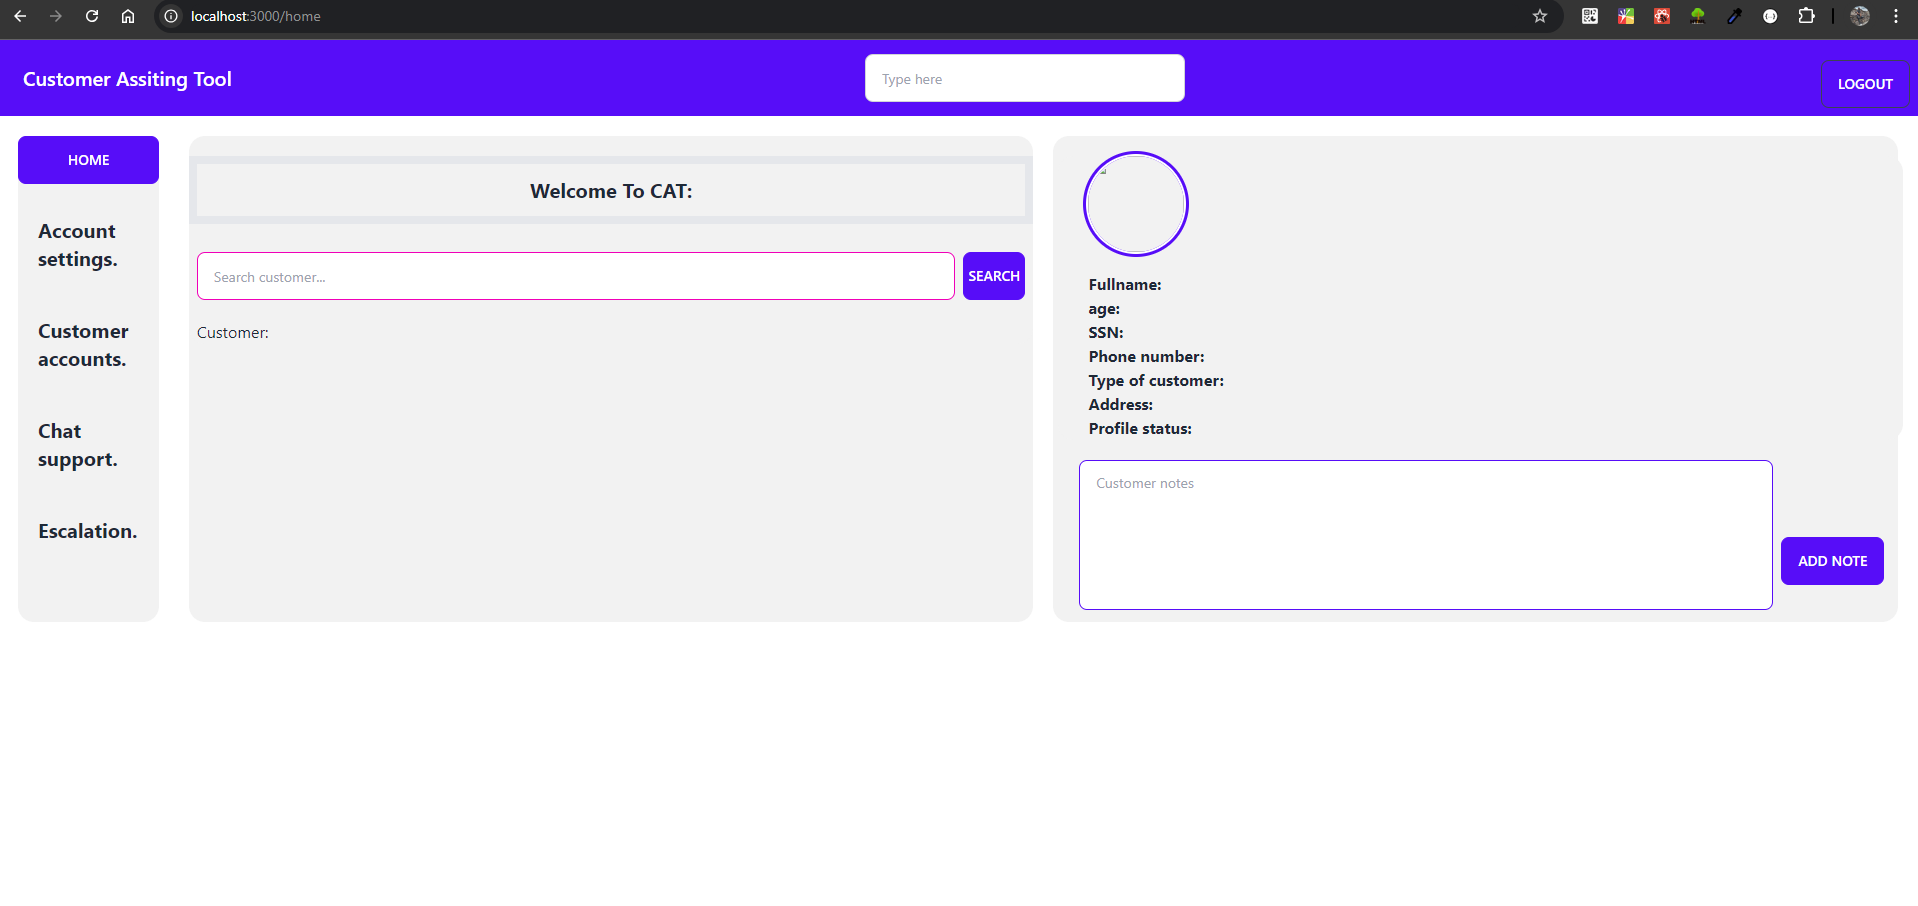 localhost:3000/home
Customer Assiting Tool
Type here
LOGOUT
HOME
Account
settings.
Customer
accounts.
Chat
support.
Escalation.
Welcome To CAT:
Search customer...
SEARCH
Customer:
Fullname:
age:
SSN:
Phone number:
Type of customer:
Address:
Profile status:
Customer notes
ADD NOTE